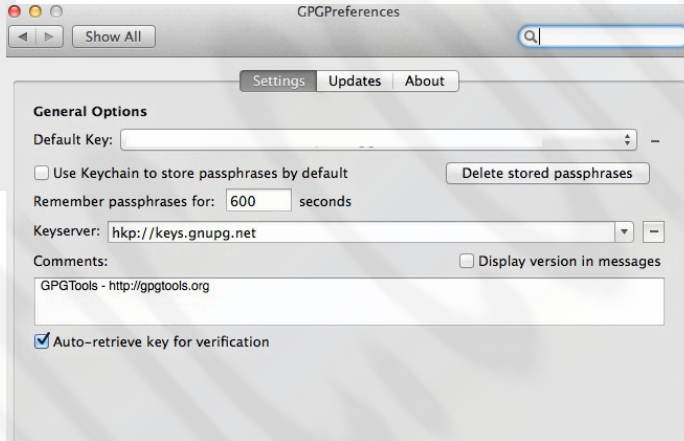 GPGPreferences
Show All
Settings Updates About
General Options
Default Key:
Use Keychain to store passphrases by default Delete stored passphrases
Remember passphrases for: 600 seconds
Keyserver: hkp://keys.gnupg.net
Comments: Display version in messages
GPGTools - http://gpgtools.org
Auto-retrieve key for verification